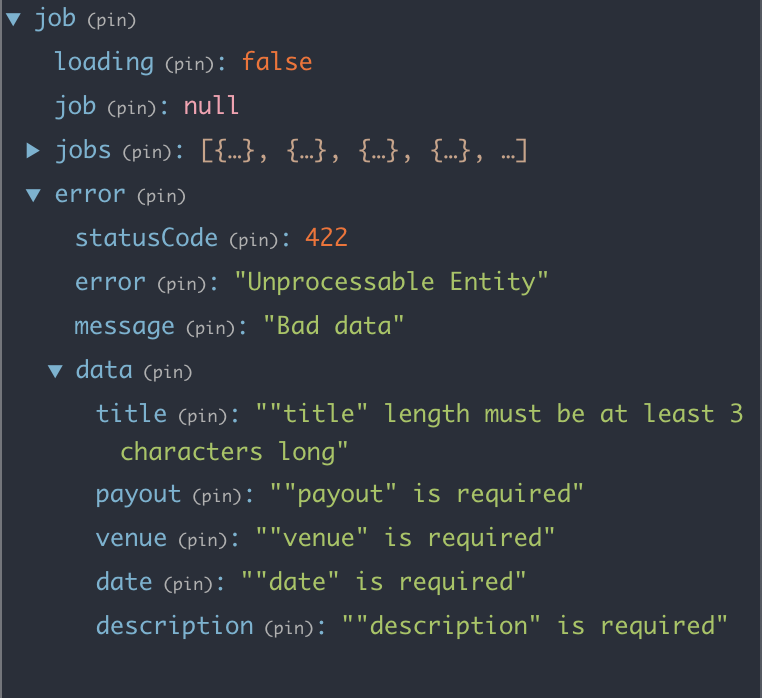 ▼ job (pin)
loading (pin): false
job (pin): null
▶ jobs (pin): [{…}, {…}, {…}, {…}, …]
▼ error (pin)
statusCode (pin): 422
error (pin): "Unprocessable Entity"
message (pin): "Bad data"
▼ data (pin)
title (pin): ""title" length must be at least 3
characters long"
payout (pin): ""payout" is required"
venue (pin): ""venue" is required"
date (pin): ""date" is required"
description (pin): ""description" is required"